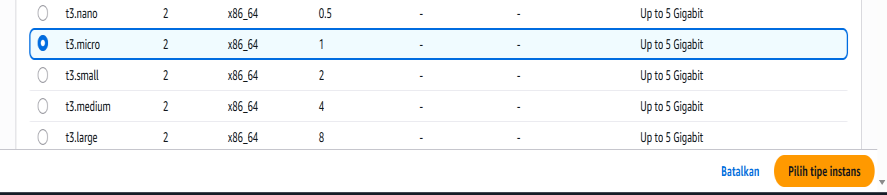 t3.nano 2 x86_64 0.5 - - Up to 5 Gigabit
t3.micro 2 x86_64 1 - - Up to 5 Gigabit
t3.small 2 x86_64 2 - - Up to 5 Gigabit
t3.medium 2 x86_64 4 - - Up to 5 Gigabit
t3.large 2 x86_64 8 - - Up to 5 Gigabit
Batalkan Pilih tipe instans